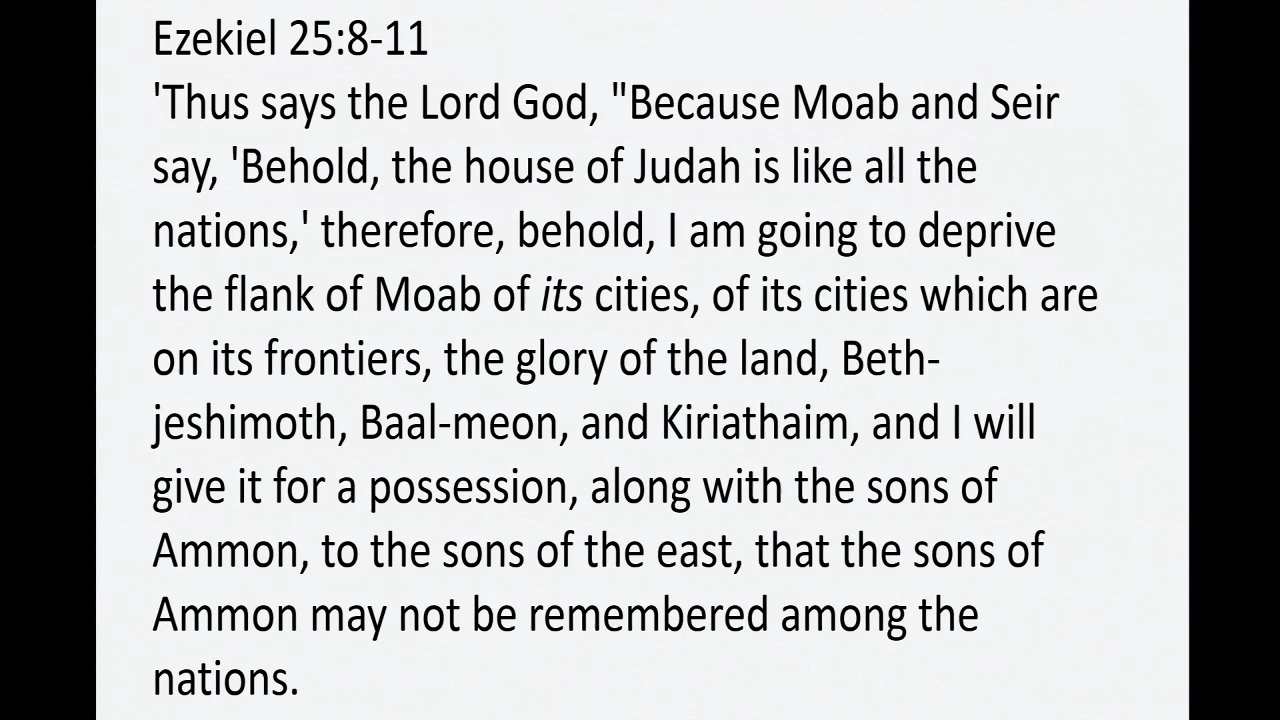 Ezekiel 25:8-11
'Thus says the Lord God, "Because Moab and Seir
say, 'Behold, the house of Judah is like all the
nations,' therefore, behold, I am going to deprive
the flank of Moab of its cities, of its cities which are
on its frontiers, the glory of the land, Beth-
jeshimoth, Baal-meon, and Kiriathaim, and I will
give it for a possession, along with the sons of
Ammon, to the sons of the east, that the sons of
Ammon may not be remembered among the
nations.